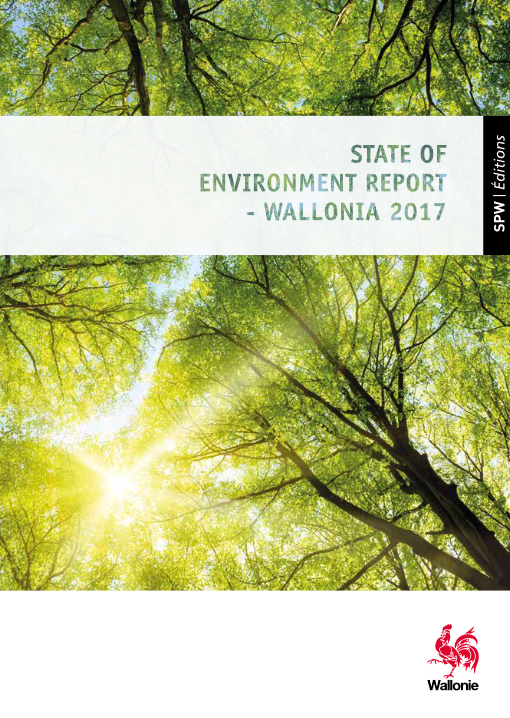 STATE OF
ENVIRONMENT REPORT
- WALLONIA 2017
SPW | Éditions
Wallonie